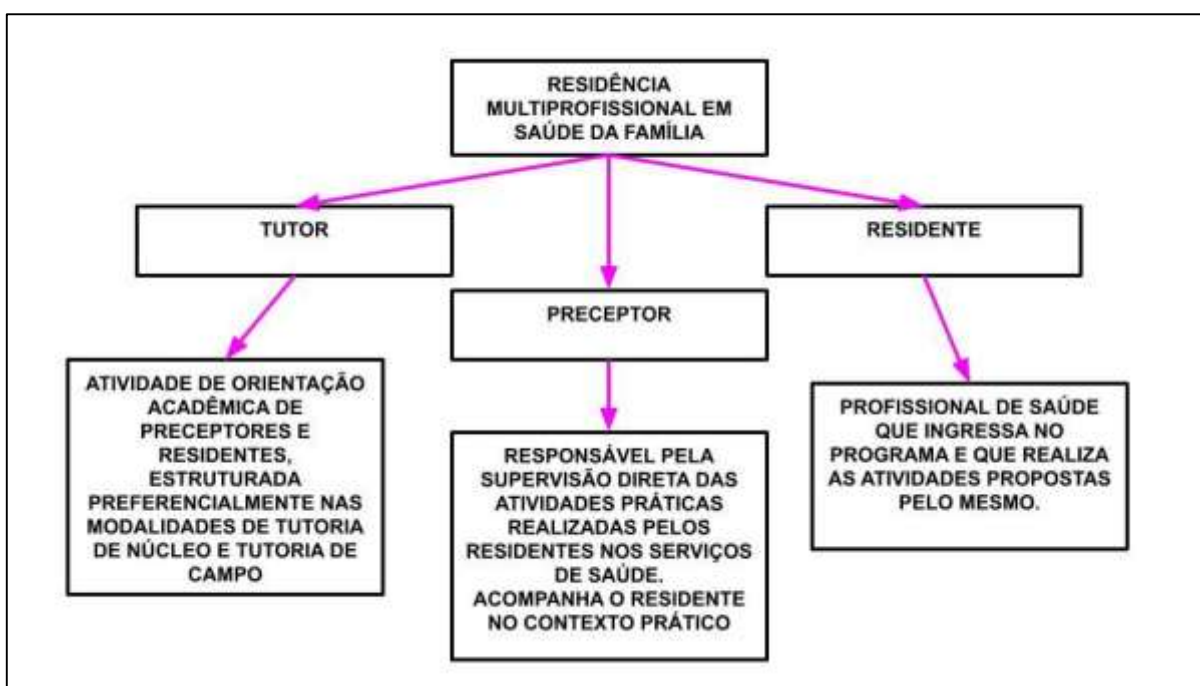 RESIDÊNCIA
MULTIPROFISSIONAL EM
SAÚDE DA FAMÍLIA
TUTOR
RESIDENTE
PRECEPTOR
ATIVIDADE DE ORIENTAÇÃO
ACADÊMICA DE
PRECEPTORES E
RESIDENTES,
ESTRUTURADA
PREFERENCIALMENTE NAS
MODALIDADES DE TUTORIA
DE NÚCLEO E TUTORIA DE
CAMPO
RESPONSÁVEL PELA
SUPERVISÃO DIRETA DAS
ATIVIDADES PRÁTICAS
REALIZADAS PELOS
RESIDENTES NOS SERVIÇOS
DE SAÚDE.
ACOMPANHA O RESIDENTE
NO CONTEXTO PRÁTICO
PROFISSIONAL DE SAÚDE
QUE INGRESSA NO
PROGRAMA E QUE REALIZA
AS ATIVIDADES PROPOSTAS
PELO MESMO.